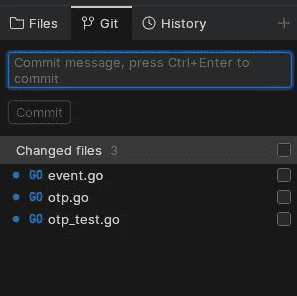 Files Git History
Commit message, press Ctrl+Enter to
commit
Commit
Changed files 3
GO event.go
GO otp.go
GO otp_test.go